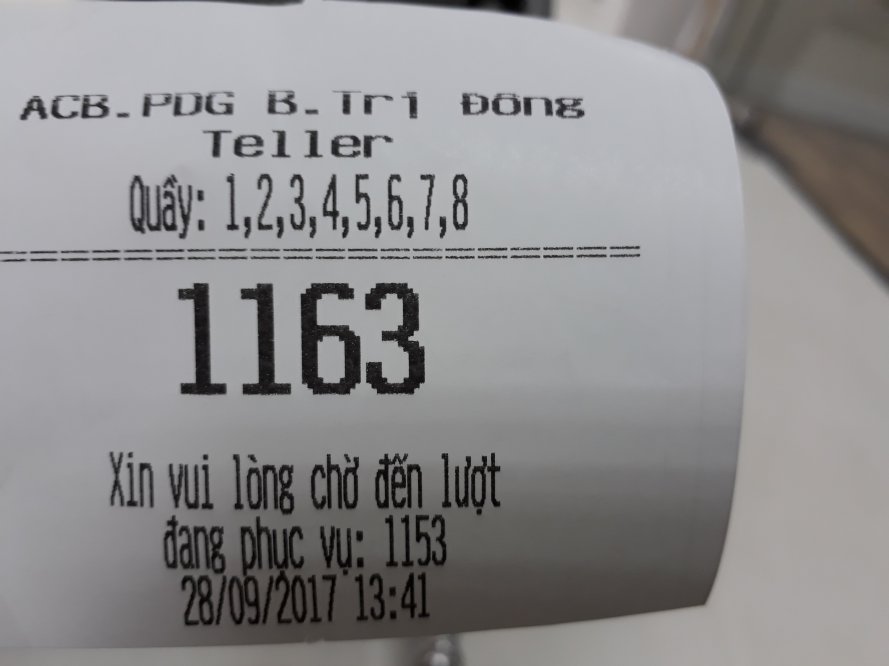 ACB.PDG B.Trị Đông
Teller
Quầy: 1,2,3,4,5,6,7,8
1163
Xin vui lòng chờ đến lượt
đang phục vụ: 1153
28/09/2017 13:41